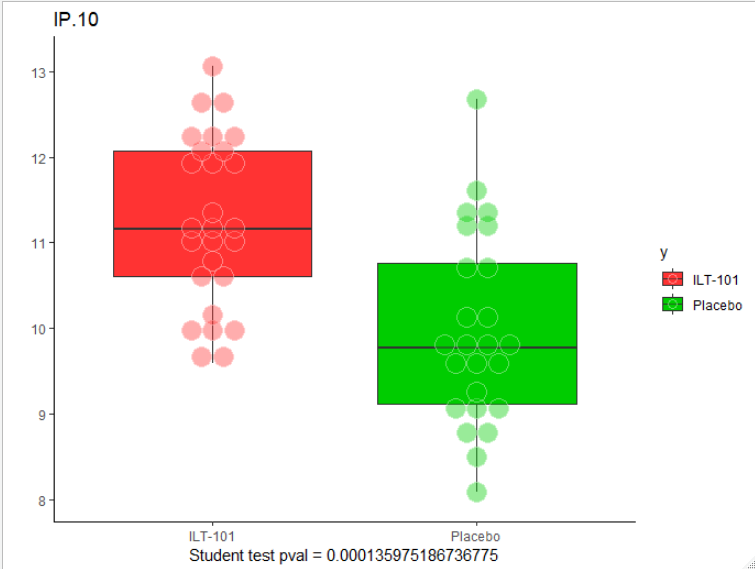 IP.10
13
12
11
10
9
8
ILT-101 Placebo
Student test pval = 0.000135975186736775
y
ILT-101
Placebo